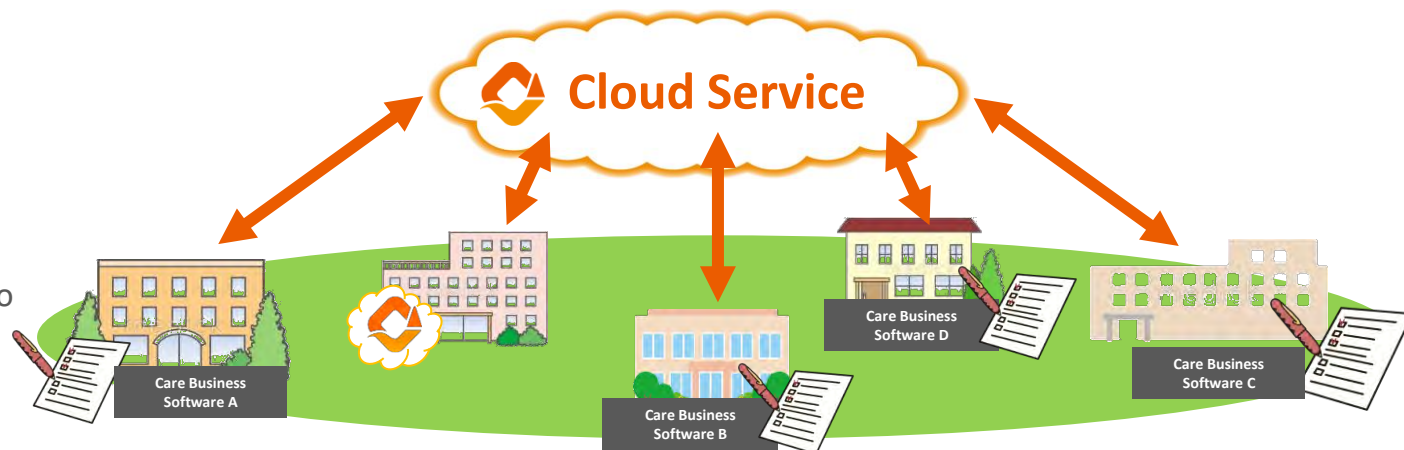 Cloud Service
o
Care Business
Software A
Care Business
Software B
Care Business
Software D
Care Business
Software C